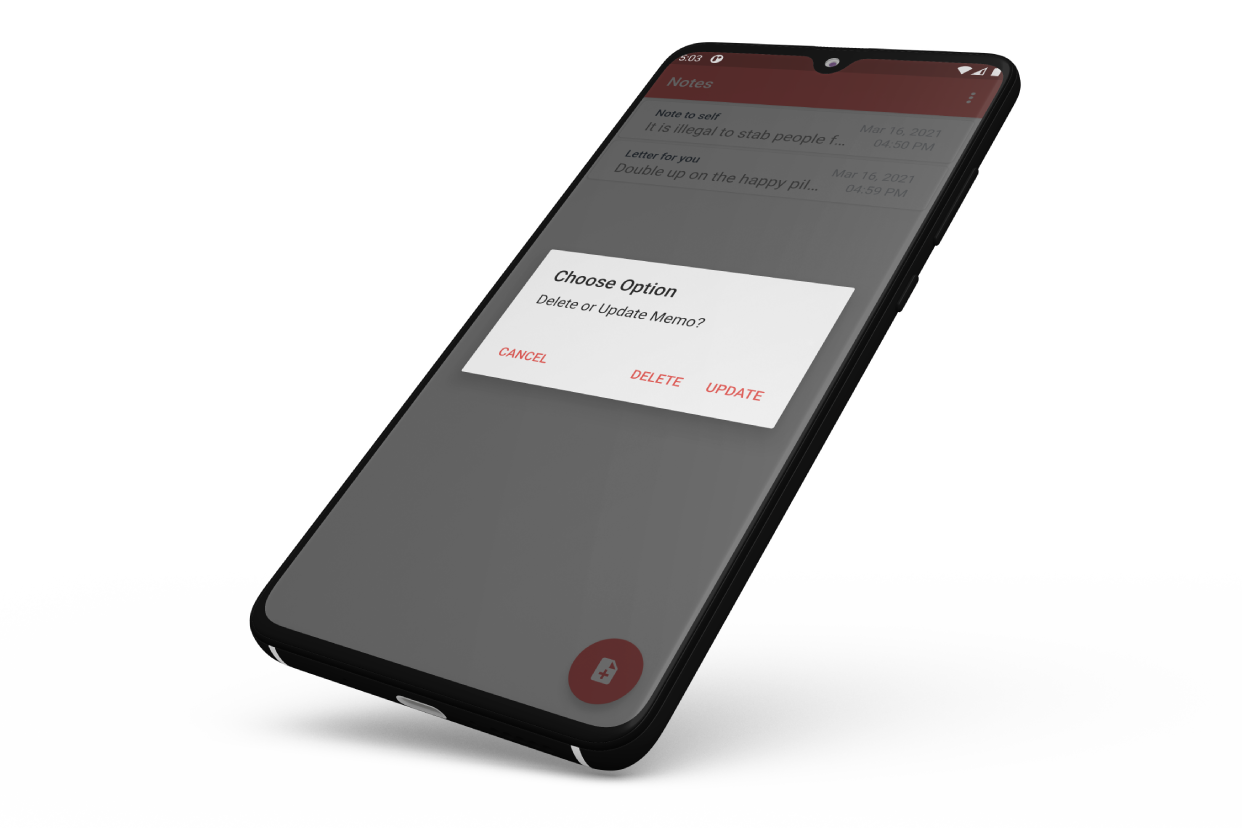 5:03
Notes
Note to self
It is illegal to stab people f...
Mar 16, 2021
04:50 PM
Letter for you
Double up on the happy pil...
Mar 16, 2021
04:59 PM
Choose Option
Delete or Update Memo?
CANCEL
DELETE
UPDATE